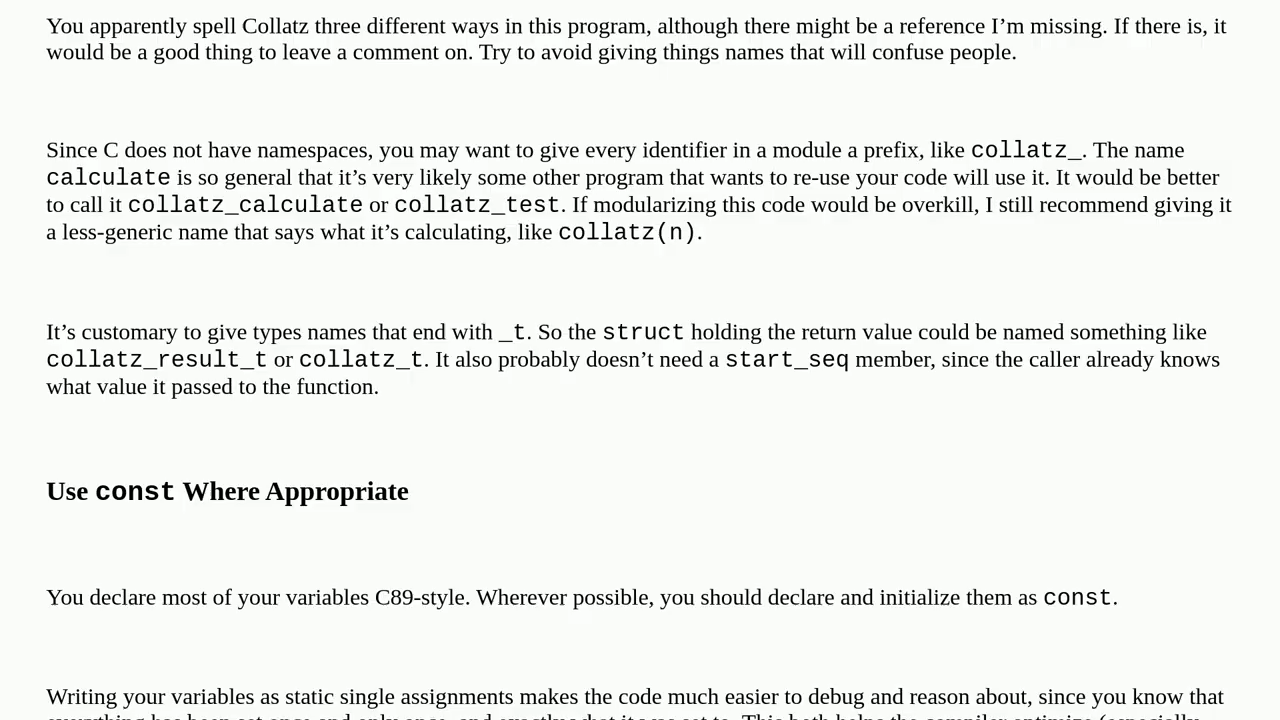 You apparently spell Collatz three different ways in this program, although there might be a reference I’m missing. If there is, it
would be a good thing to leave a comment on. Try to avoid giving things names that will confuse people.
Since C does not have namespaces, you may want to give every identifier in a module a prefix, like collatz_. The name
calculate is so general that it’s very likely some other program that wants to re-use your code will use it. It would be better
to call it collatz_calculate or collatz_test. If modularizing this code would be overkill, I still recommend giving it
a less-generic name that says what it’s calculating, like collatz(n).
It’s customary to give types names that end with _t. So the struct holding the return value could be named something like
collatz_result_t or collatz_t. It also probably doesn’t need a start_seq member, since the caller already knows
what value it passed to the function.
Use const Where Appropriate
You declare most of your variables C89-style. Wherever possible, you should declare and initialize them as const.
Writing your variables as static single assignments makes the code much easier to debug and reason about, since you know that